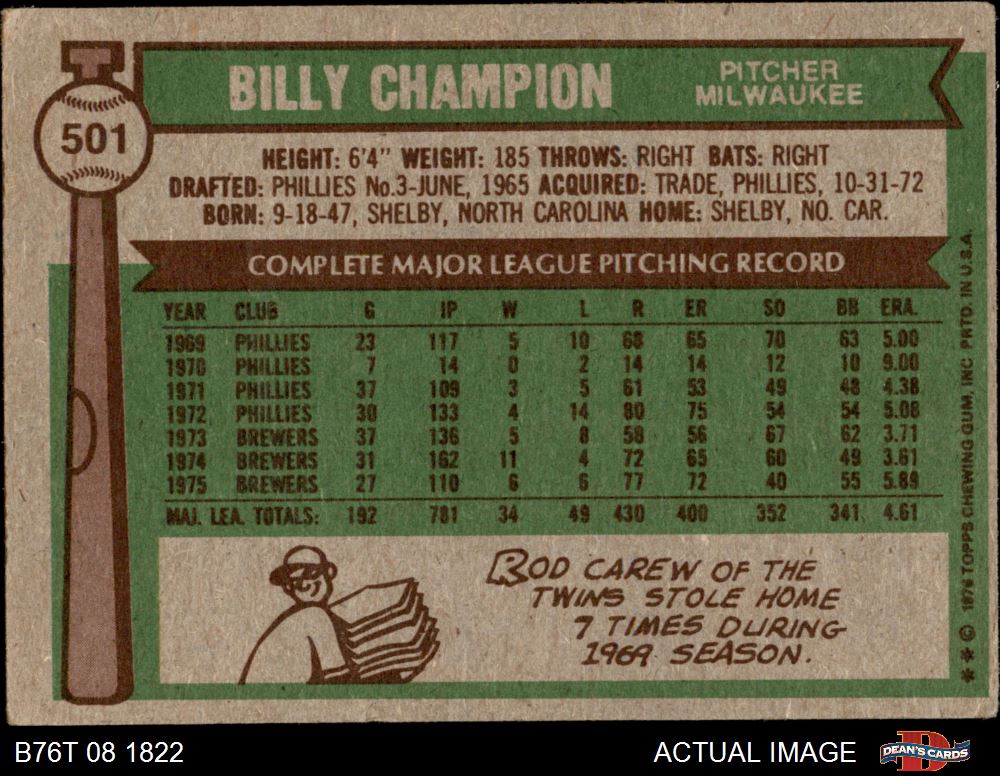 501
BILLY CHAMPION
PITCHER
MILWAUKEE
HEIGHT: 6'4" WEIGHT: 185 THROWS: RIGHT BATS: RIGHT
DRAFTED: PHILLIES No.3-JUNE, 1965 ACQUIRED: TRADE, PHILLIES, 10-31-72
BORN: 9-18-47, SHELBY, NORTH CAROLINA HOME: SHELBY, NO. CAR.
COMPLETE MAJOR LEAGUE PITCHING RECORD
YEAR CLUB G IP W L R ER SO BB ERA.
1969 PHILLIES 23 117 5 10 68 65 70 63 5.00
1970 PHILLIES 7 14 0 2 14 14 12 10 9.00
1971 PHILLIES 37 109 3 5 61 53 49 48 4.38
1972 PHILLIES 30 133 4 14 80 75 54 54 5.08
1973 BREWERS 37 136 5 8 58 56 67 62 3.71
1974 BREWERS 31 162 11 4 72 65 60 49 3.61
1975 BREWERS 27 110 6 6 77 72 40 55 5.89
MAJ. LEA. TOTALS: 192 781 34 49 430 400 352 341 4.61
ROD CAREW OF THE
TWINS STOLE HOME
7 TIMES DURING
1969 SEASON.
** © 1976 TOPPS CHEWING GUM, INC PRTD. IN U.S.A.
B76T 08 1822
ACTUAL IMAGE
DEAN'S CARDS